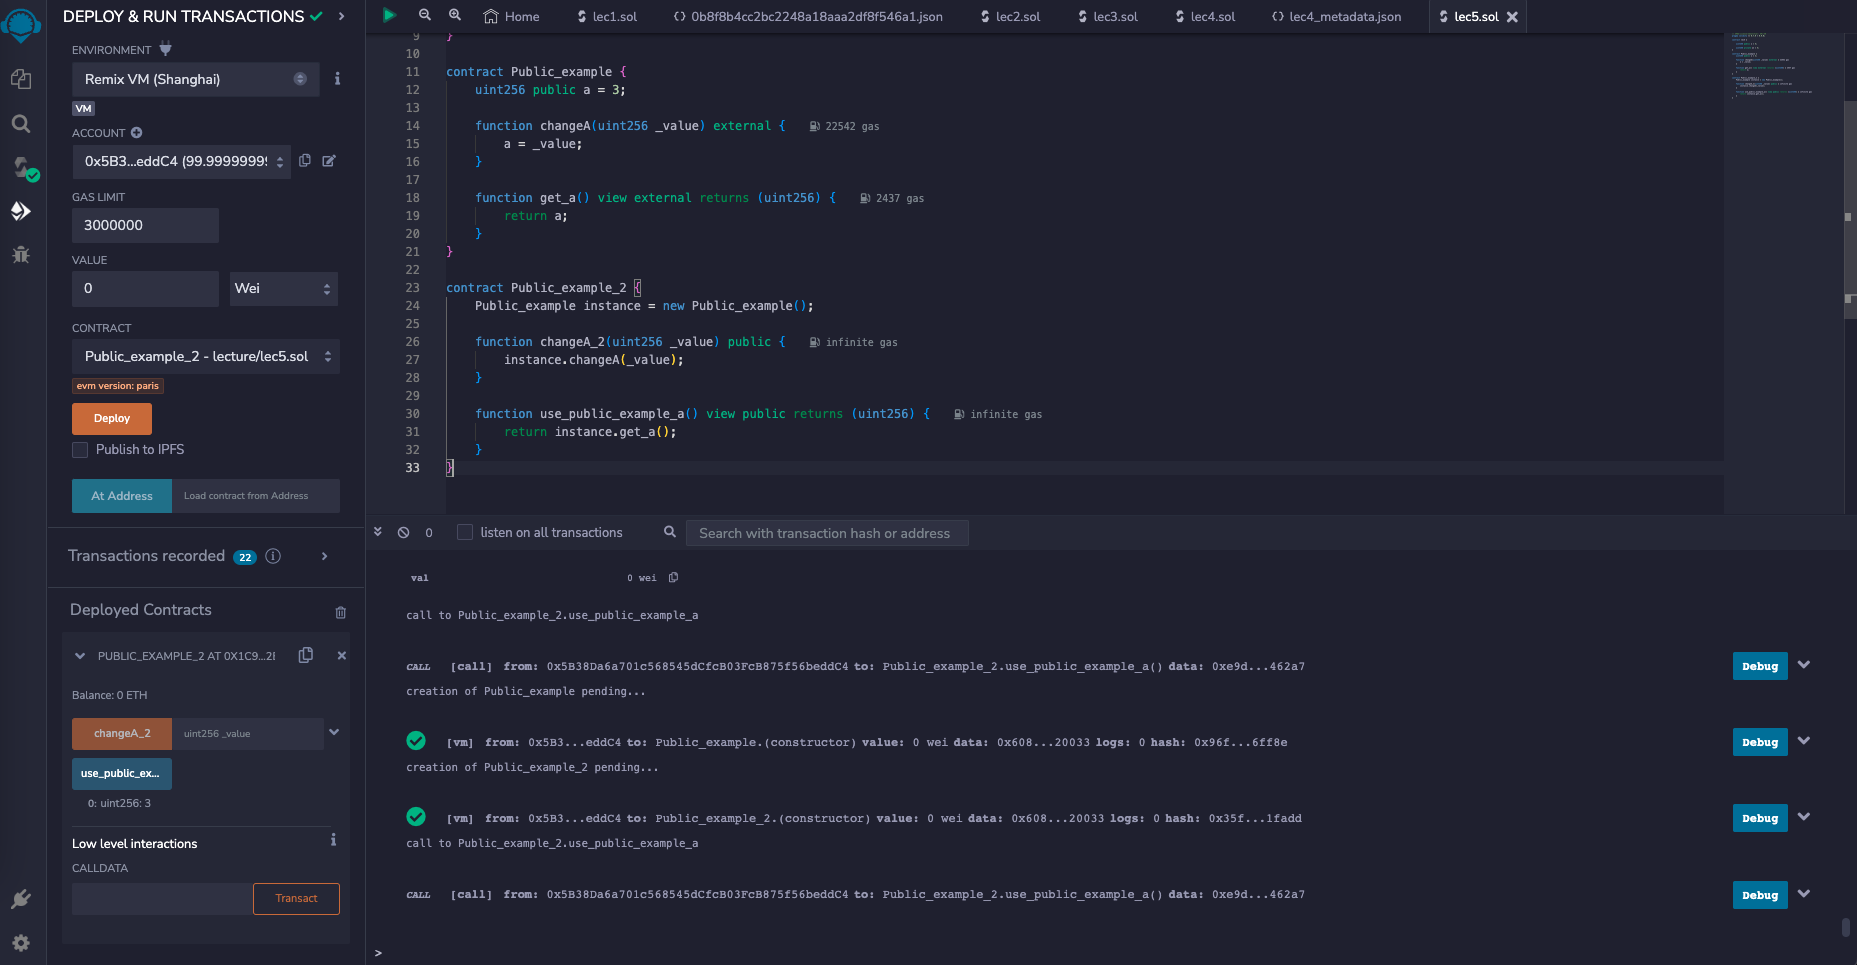 DEPLOY & RUN TRANSACTIONS
ENVIRONMENT
Remix VM (Shanghai)
VM
ACCOUNT
0x5B3...eddC4 (99.9999999
GAS LIMIT
3000000
VALUE
0
Wei
CONTRACT
Public_example_2 - lecture/lec5.sol
evm version: paris
Deploy
Publish to IPFS
At Address
Load contract from Address
Transactions recorded 22
Deployed Contracts
PUBLIC_EXAMPLE_2 AT 0X1C9...2
Balance: 0 ETH
changeA_2
uint256 _value
use_public_ex...
0: uint256: 3
Low level interactions
CALLDATA
Transact
Home
lec1.sol
0b8f8b4cc2bc2248a18aaa2df8f546a1.json
lec2.sol
lec3.sol
lec4.sol
lec4_metadata.json
lec5.sol
9 }
10
11 contract Public_example {
12 uint256 public a = 3;
13
14 function changeA(uint256 _value) external { 22542 gas
15 a = _value;
16 }
17
18 function get_a() view external returns (uint256) { 2437 gas
19 return a;
20 }
21 }
22
23 contract Public_example_2 {
24 Public_example instance = new Public_example();
25
26 function changeA_2(uint256 _value) public { infinite gas
27 instance.changeA(_value);
28 }
29
30 function use_public_example_a() view public returns (uint256) { infinite gas
31 return instance.get_a();
32 }
33 }
0
listen on all transactions
Search with transaction hash or address
val 0 wei
call to Public_example_2.use_public_example_a
CALL [call] from: 0x5B38Da6a701c568545dCfcB03FcB875f56beddC4 to: Public_example_2.use_public_example_a() data: 0xe9d...462a7
Debug
creation of Public_example pending...
[vm] from: 0x5B3...eddC4 to: Public_example.(constructor) value: 0 wei data: 0x608...20033 logs: 0 hash: 0x96f...6ff8e
Debug
creation of Public_example_2 pending...
[vm] from: 0x5B3...eddC4 to: Public_example_2.(constructor) value: 0 wei data: 0x608...20033 logs: 0 hash: 0x35f...1fadd
Debug
call to Public_example_2.use_public_example_a
CALL [call] from: 0x5B38Da6a701c568545dCfcB03FcB875f56beddC4 to: Public_example_2.use_public_example_a() data: 0xe9d...462a7
Debug
>